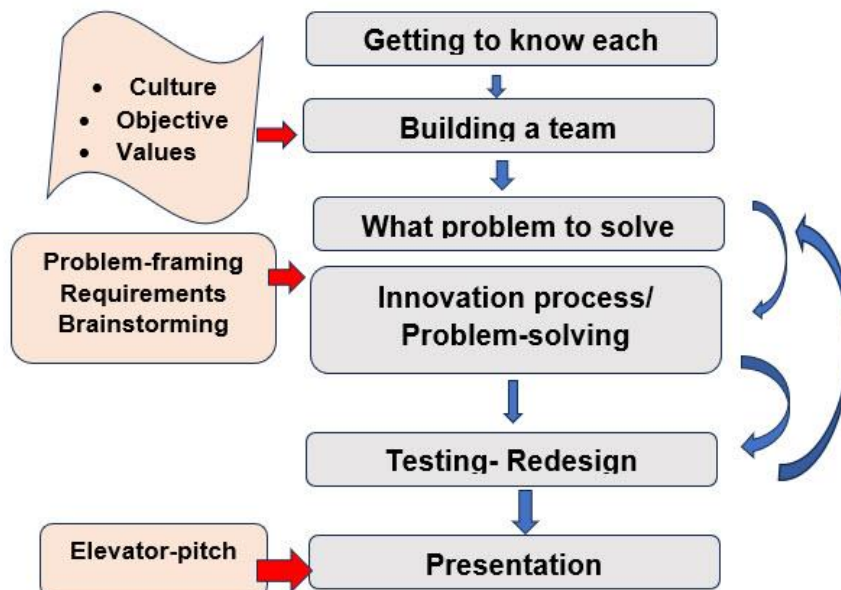 Getting to know each
• Culture
• Objective
• Values
Building a team
What problem to solve
Problem-framing
Requirements
Brainstorming
Innovation process/
Problem-solving
Testing- Redesign
Elevator-pitch
Presentation